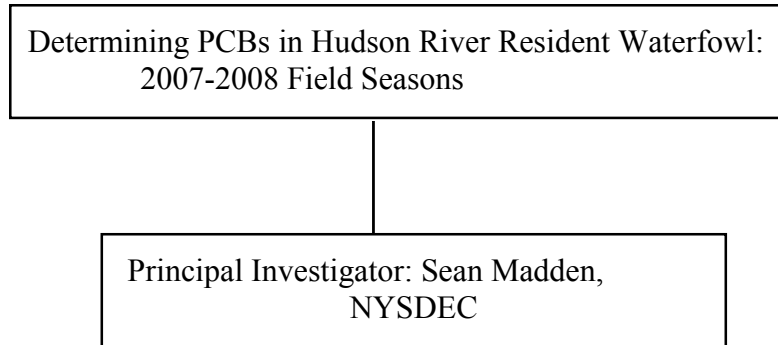 Determining PCBs in Hudson River Resident Waterfowl:
2007-2008 Field Seasons
Principal Investigator: Sean Madden,
NYSDEC